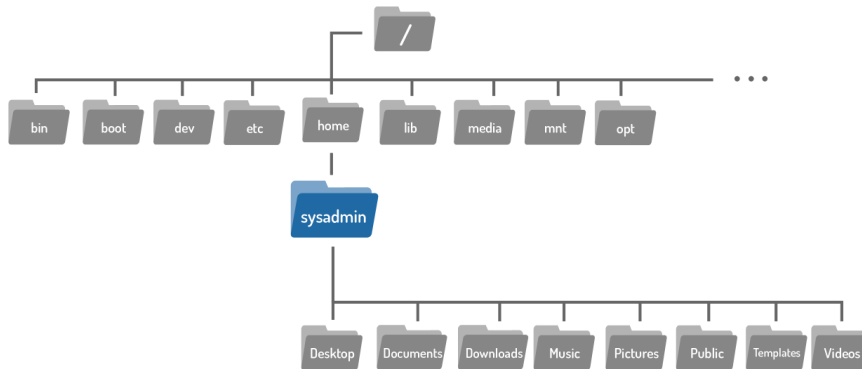 /
bin boot dev etc home lib media mnt opt
sysadmin
Desktop Documents Downloads Music Pictures Public Templates Videos